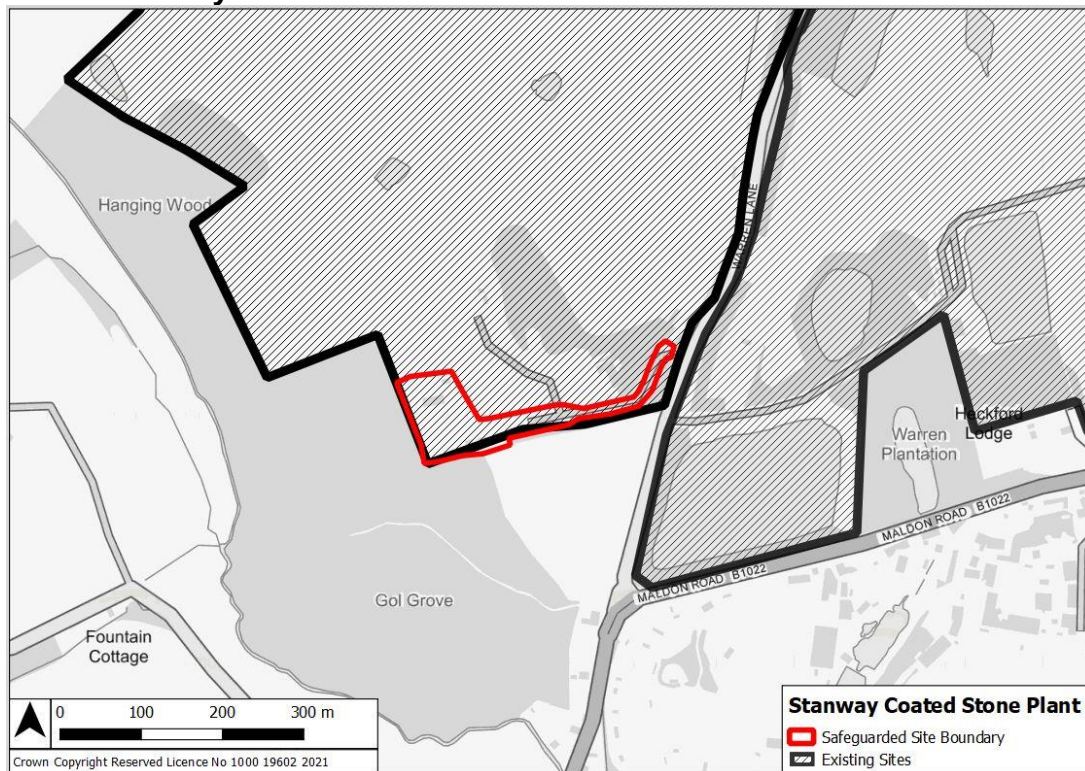 Hanging Wood
WARREN LANE
Heckford
Lodge
Warren
Plantation
MALDON ROAD B1022
MALDON ROAD B1022
Gol Grove
Fountain
Cottage
0 100 200 300 m
Crown Copyright Reserved Licence No 1000 19602 2021
Stanway Coated Stone Plant
Safeguarded Site Boundary
Existing Sites